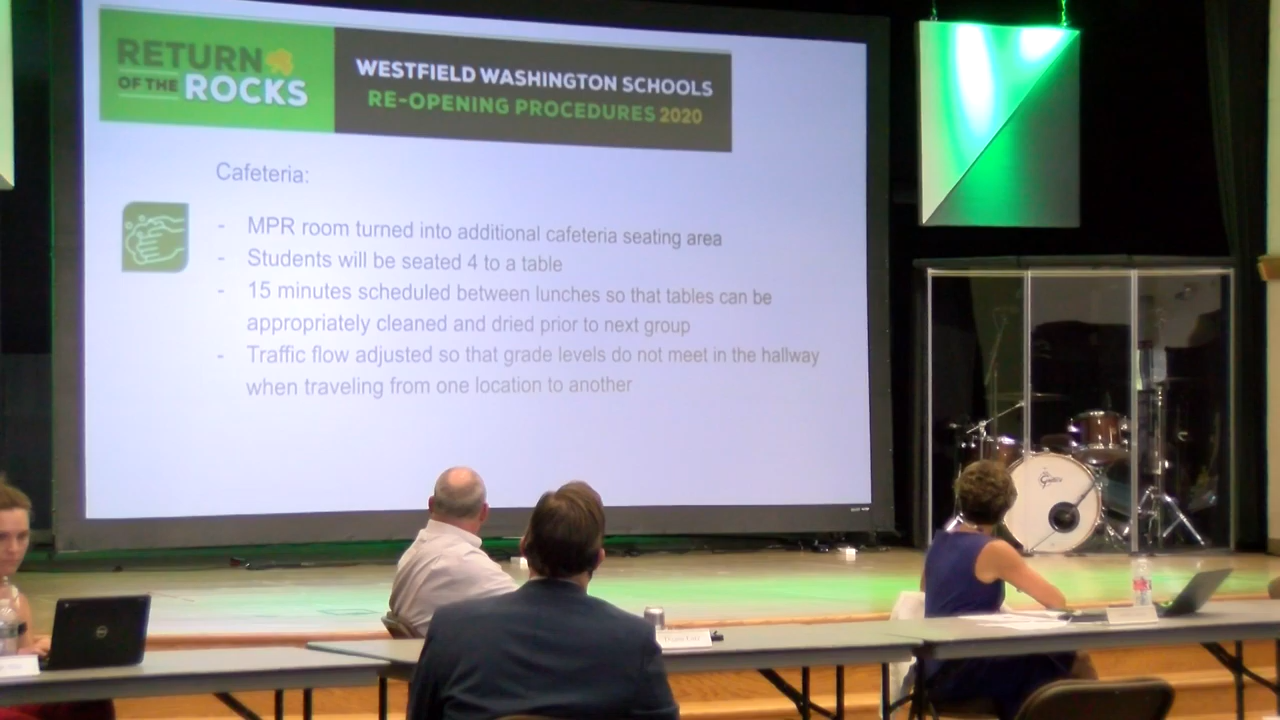 RETURN
OF THE ROCKS
WESTFIELD WASHINGTON SCHOOLS
RE-OPENING PROCEDURES 2020
Cafeteria:
- MPR room turned into additional cafeteria seating area
- Students will be seated 4 to a table
- 15 minutes scheduled between lunches so that tables can be
appropriately cleaned and dried prior to next group
- Traffic flow adjusted so that grade levels do not meet in the hallway
when traveling from one location to another
Gretsch
DELL